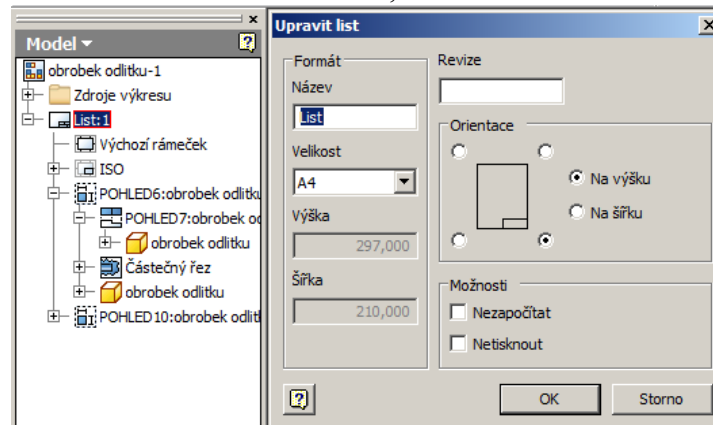 Model
obrobek odlitku-1
Zdroje výkresu
List:1
Výchozí rámeček
ISO
POHLED6:obrobek odlitku
POHLED7:obrobek od
obrobek odlitku
Částečný řez
obrobek odlitku
POHLED10:obrobek odlit
Upravit list
Formát
Název
List
Velikost
A4
Výška
297,000
Šířka
210,000
Revize
Orientace
Na výšku
Na šířku
Možnosti
Nezapočítat
Netisknout
OK
Storno